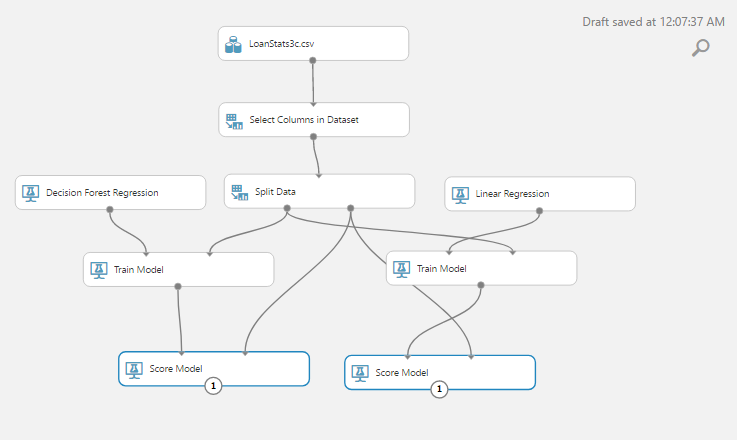 Draft saved at 12:07:37 AM
LoanStats3c.csv
Select Columns in Dataset
Decision Forest Regression
Split Data
Linear Regression
Train Model
Train Model
Score Model
1
Score Model
1